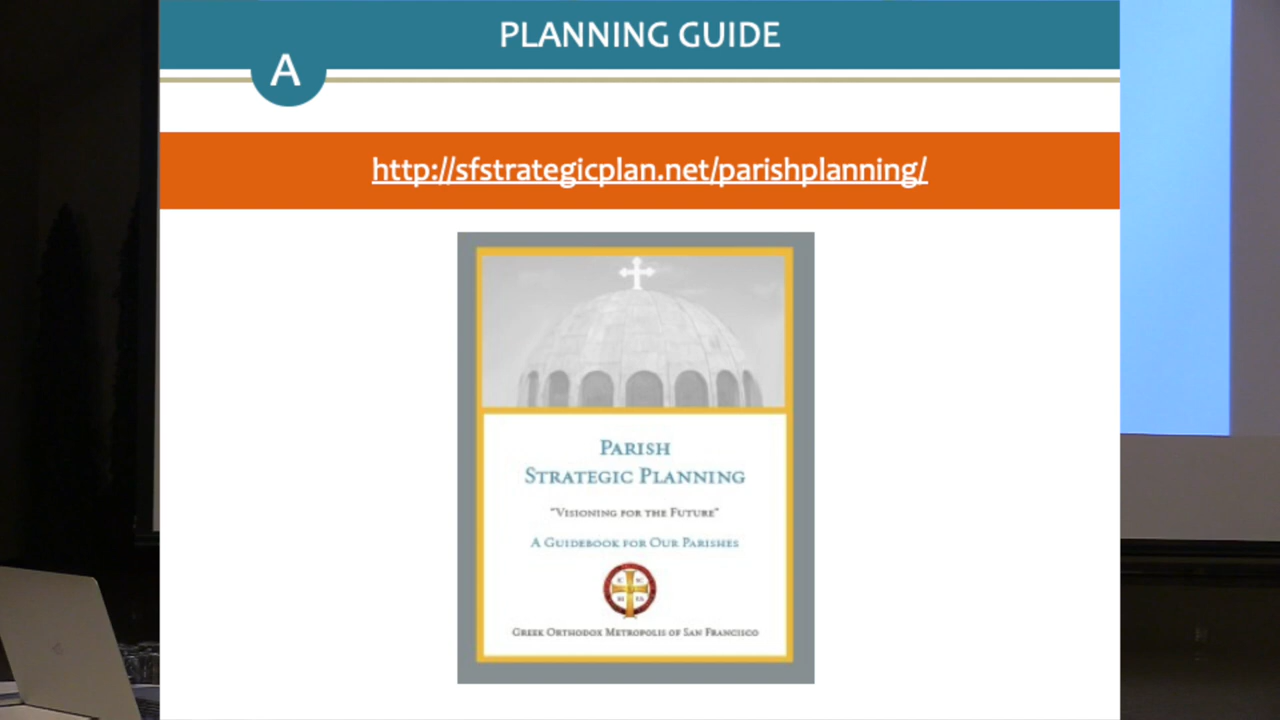 PLANNING GUIDE
A
http://sfstrategicplan.net/parishplanning/
PARISH
STRATEGIC PLANNING
"VISIONING FOR THE FUTURE"
A GUIDEBOOK FOR OUR PARISHES
GREEK ORTHODOX METROPOLIS OF SAN FRANCISCO